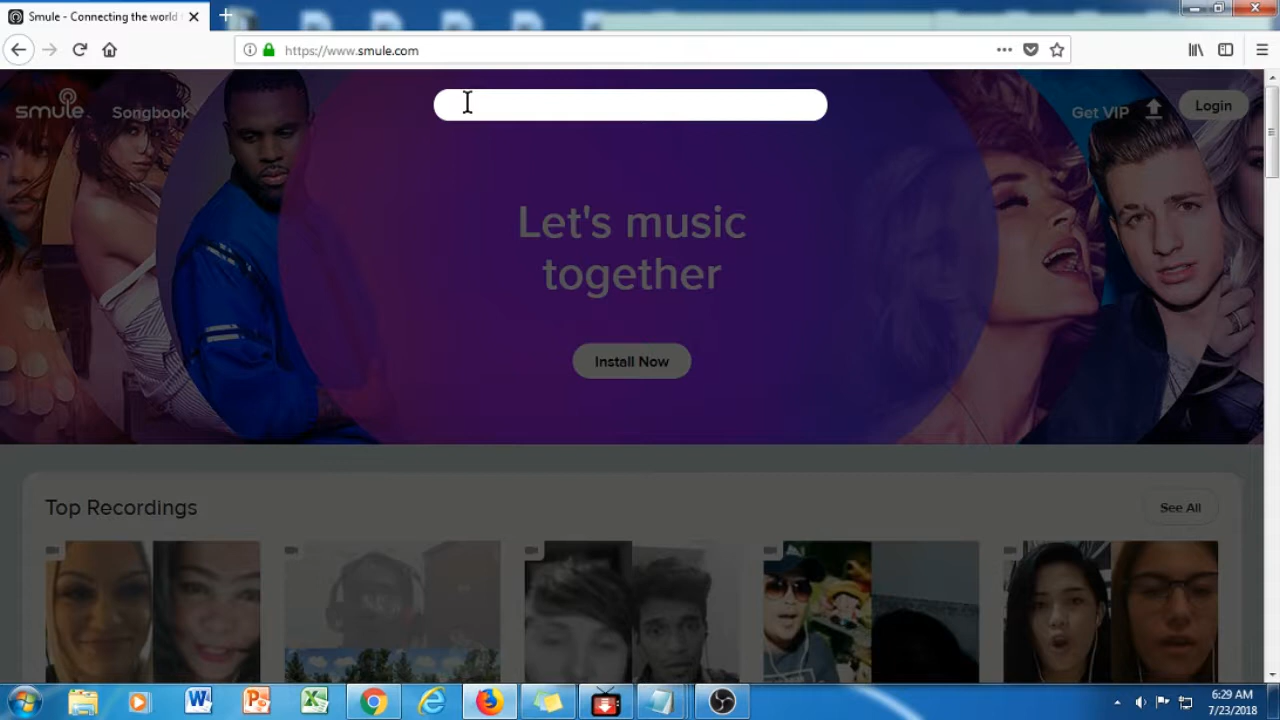 Smule - Connecting the world
https://www.smule.com
smule
Songbook
Get VIP
Login
Let's music
together
Install Now
Top Recordings
See All
6:29 AM
7/23/2018